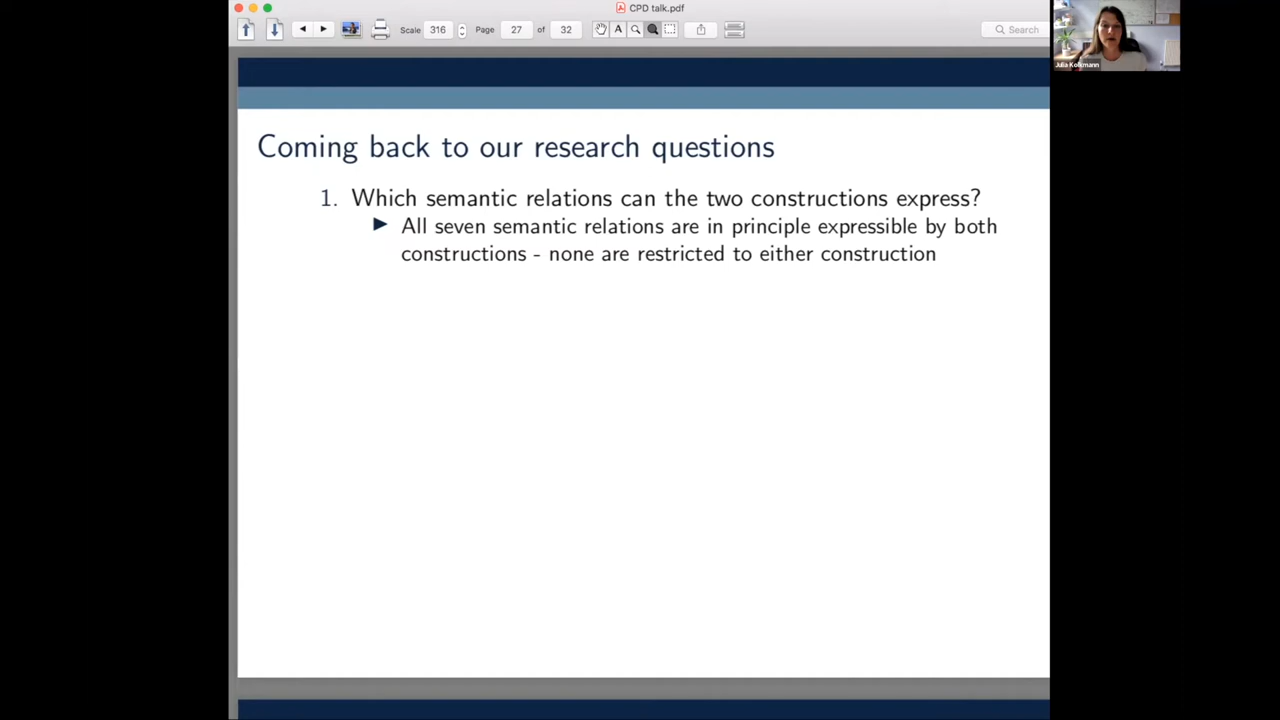 CPD talk.pdf
Scale 316 Page 27 of 32 A Search
Julia Kolkmann
Coming back to our research questions
1. Which semantic relations can the two constructions express?
▶ All seven semantic relations are in principle expressible by both
constructions - none are restricted to either construction